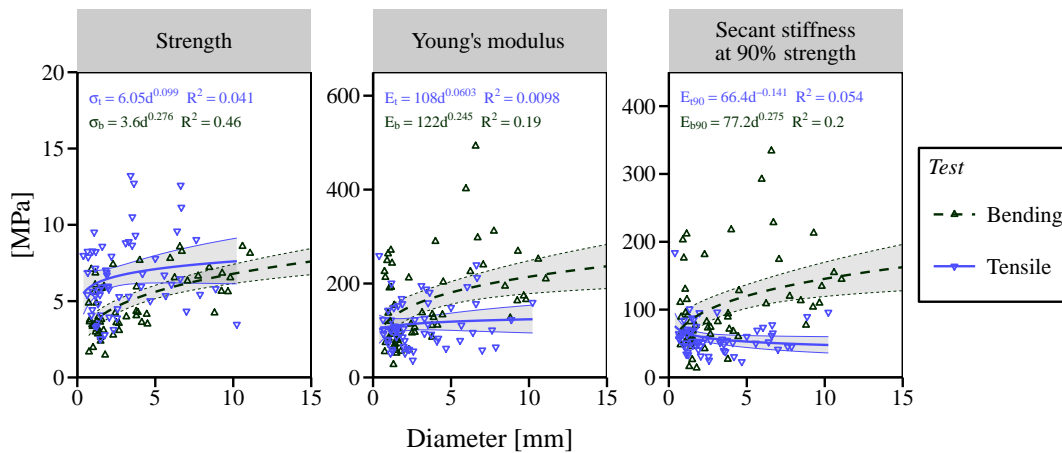 Strength
Young's modulus
Secant stiffness
at 90% strength
[MPa]
20
15
10
5
0
σt = 6.05d^0.099 R² = 0.041
σb = 3.6d^0.276 R² = 0.46
0 5 10 15
600
400
200
0
Et = 108d^0.0603 R² = 0.0098
Eb = 122d^0.245 R² = 0.19
0 5 10 15
400
300
200
100
0
Et90 = 66.4d^−0.141 R² = 0.054
Eb90 = 77.2d^0.275 R² = 0.2
0 5 10 15
Diameter [mm]
Test
Bending
Tensile